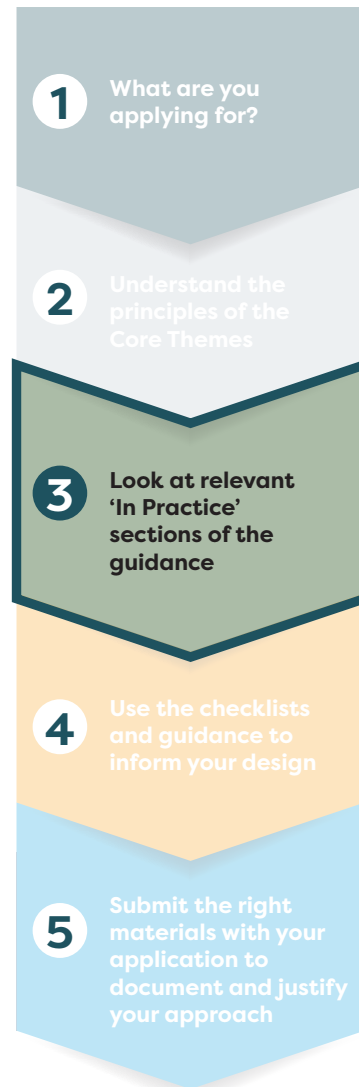 1
What are you
applying for?
2
Understand the
principles of the
Core Themes
3
Look at relevant
‘In Practice’
sections of the
guidance
4
Use the checklists
and guidance to
inform your design
5
Submit the right
materials with your
application to
document and justify
your approach